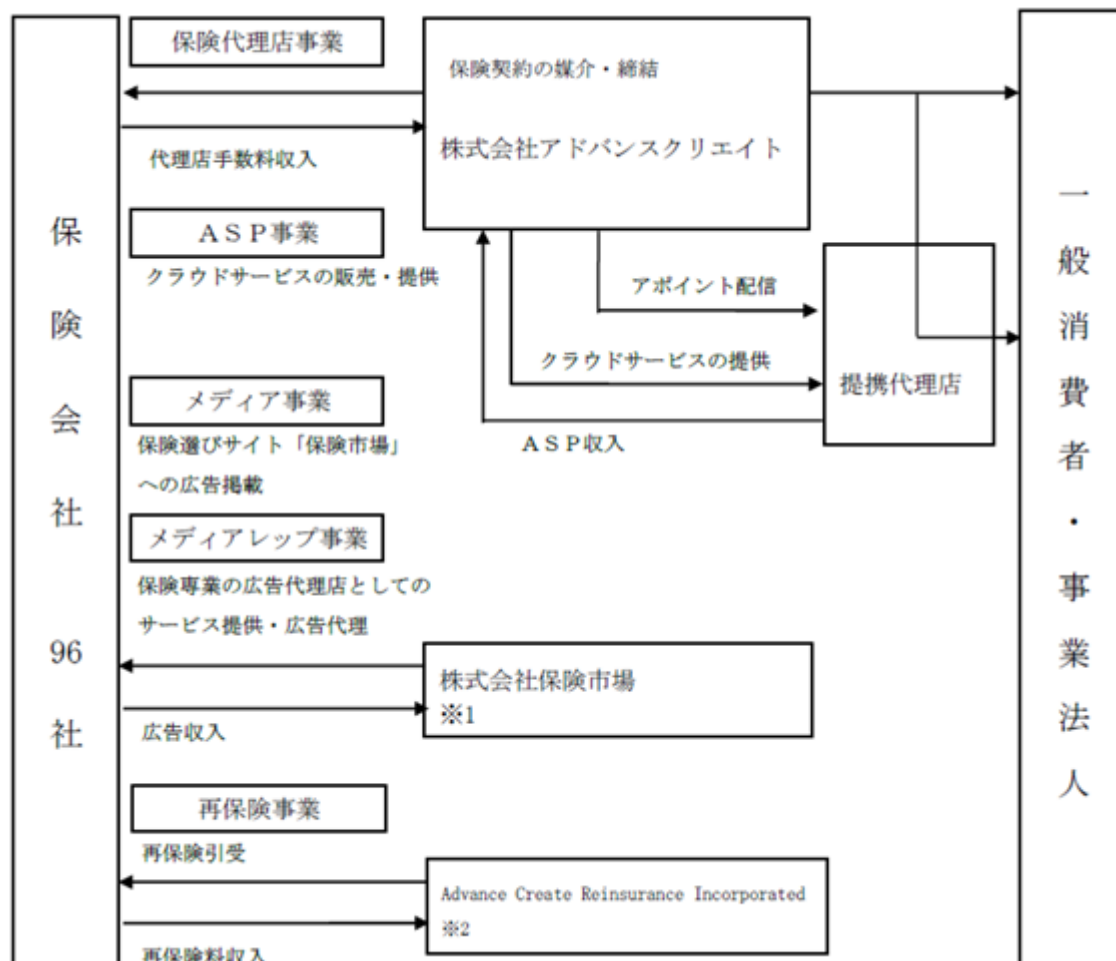 保険会社96社
保険代理店事業
代理店手数料収入
保険契約の媒介・締結
株式会社アドバンスクリエイト
ＡＳＰ事業
クラウドサービスの販売・提供
アポイント配信
クラウドサービスの提供
ＡＳＰ収入
提携代理店
一般消費者・事業法人
メディア事業
保険選びサイト「保険市場」
への広告掲載
メディアレップ事業
保険専業の広告代理店としての
サービス提供・広告代理
広告収入
株式会社保険市場
※1
再保険事業
再保険引受
再保険料収入
Advance Create Reinsurance Incorporated
※2